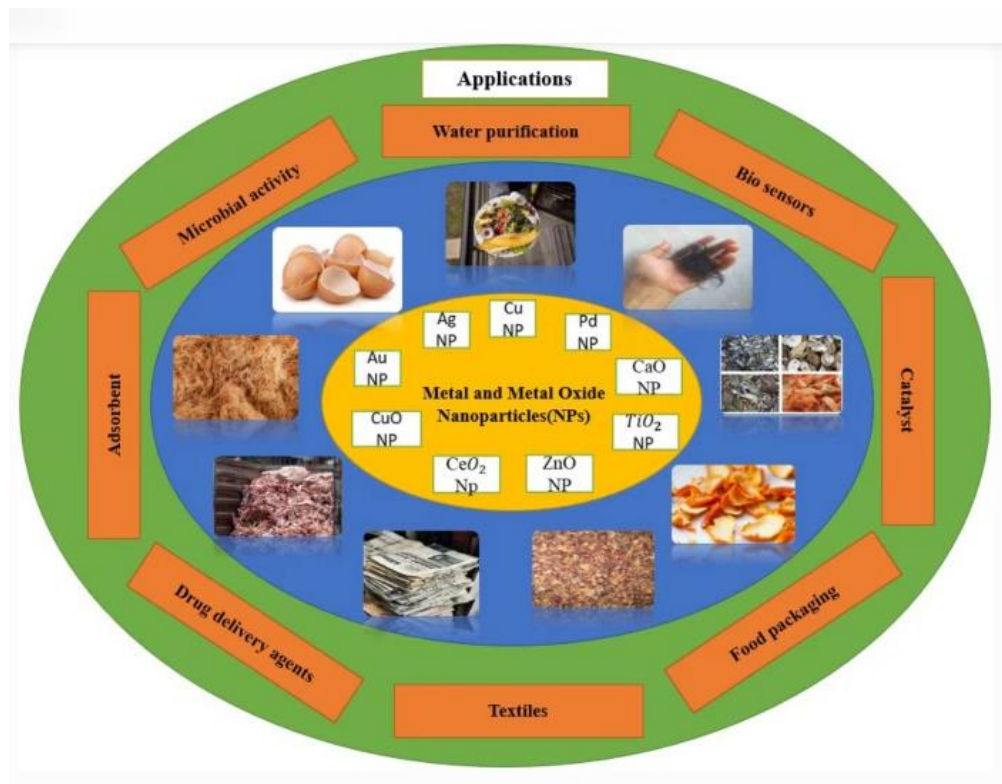 Applications
Water purification
Microbial activity
Bio sensors
Adsorbent
Catalyst
Drug delivery agents
Food packaging
Textiles
Ag
NP
Cu
NP
Pd
NP
Au
NP
CaO
NP
Metal and Metal Oxide
Nanoparticles(NPs)
CuO
NP
TiO₂
NP
CeO₂
Np
ZnO
NP